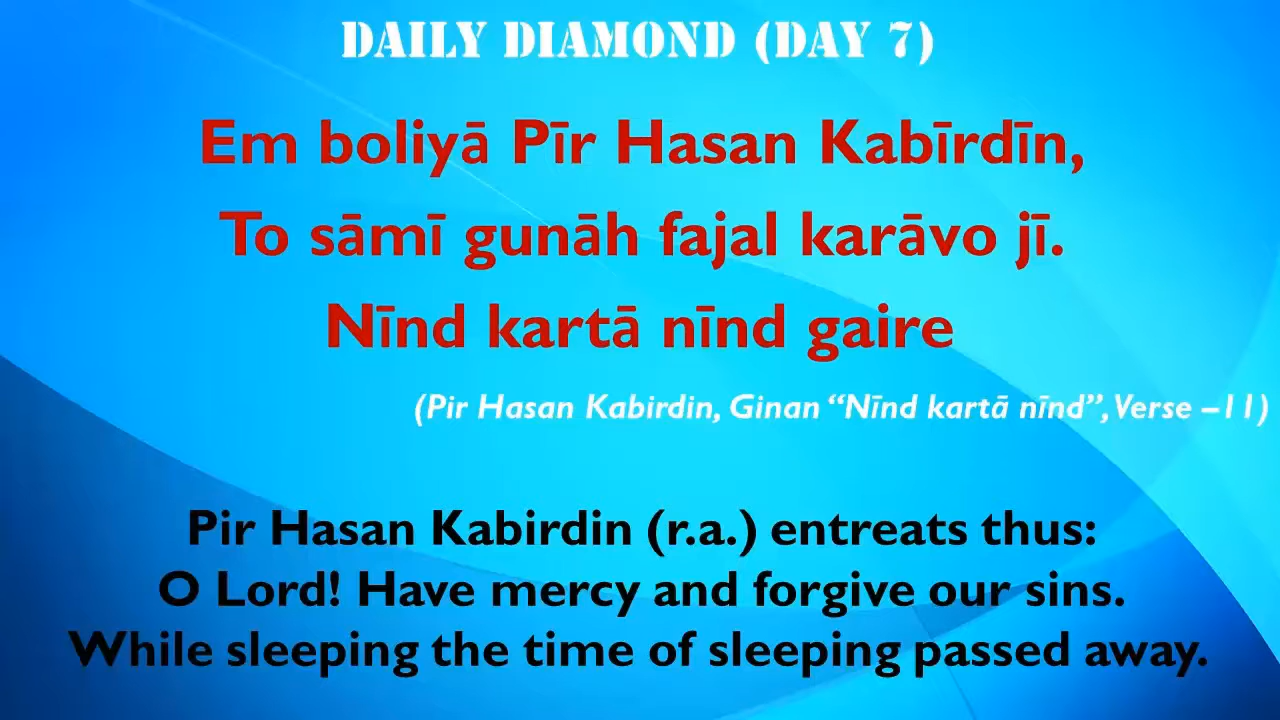 DAILY DIAMOND (DAY 7)
Em boliyā Pīr Hasan Kabīrdīn,
To sāmī gunāh fajal karāvo jī.
Nīnd kartā nīnd gaire
(Pir Hasan Kabirdin, Ginan “Nīnd kartā nīnd”, Verse –11)
Pir Hasan Kabirdin (r.a.) entreats thus:
O Lord! Have mercy and forgive our sins.
While sleeping the time of sleeping passed away.